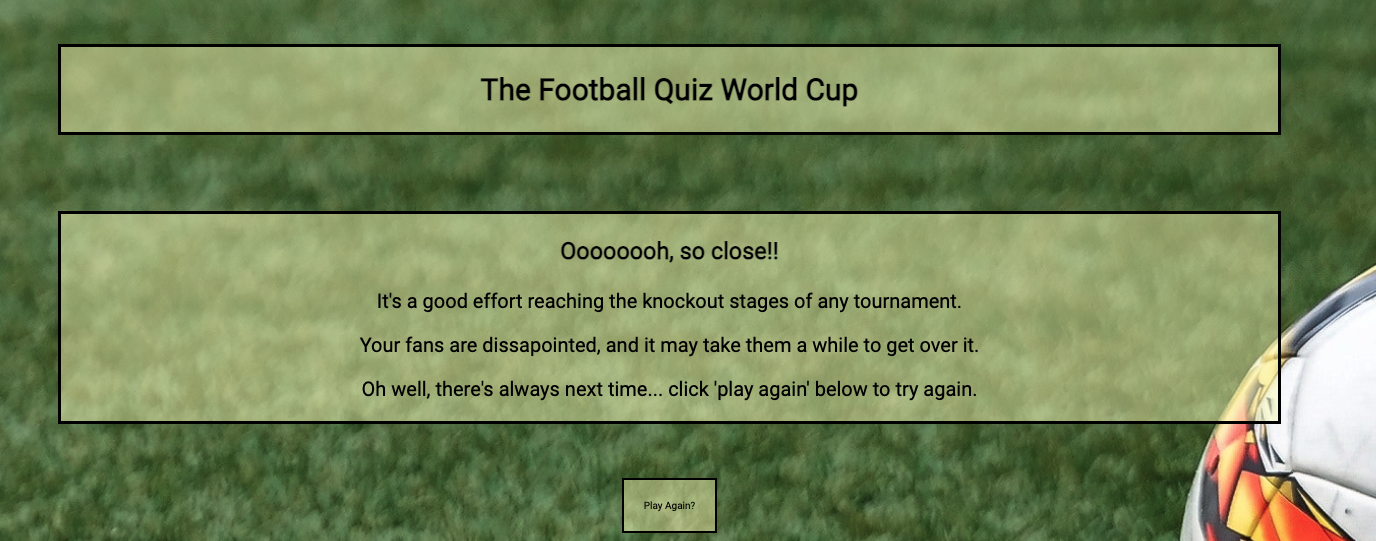 The Football Quiz World Cup
Oooooooh, so close!!
It's a good effort reaching the knockout stages of any tournament.
Your fans are dissapointed, and it may take them a while to get over it.
Oh well, there's always next time... click 'play again' below to try again.
Play Again?